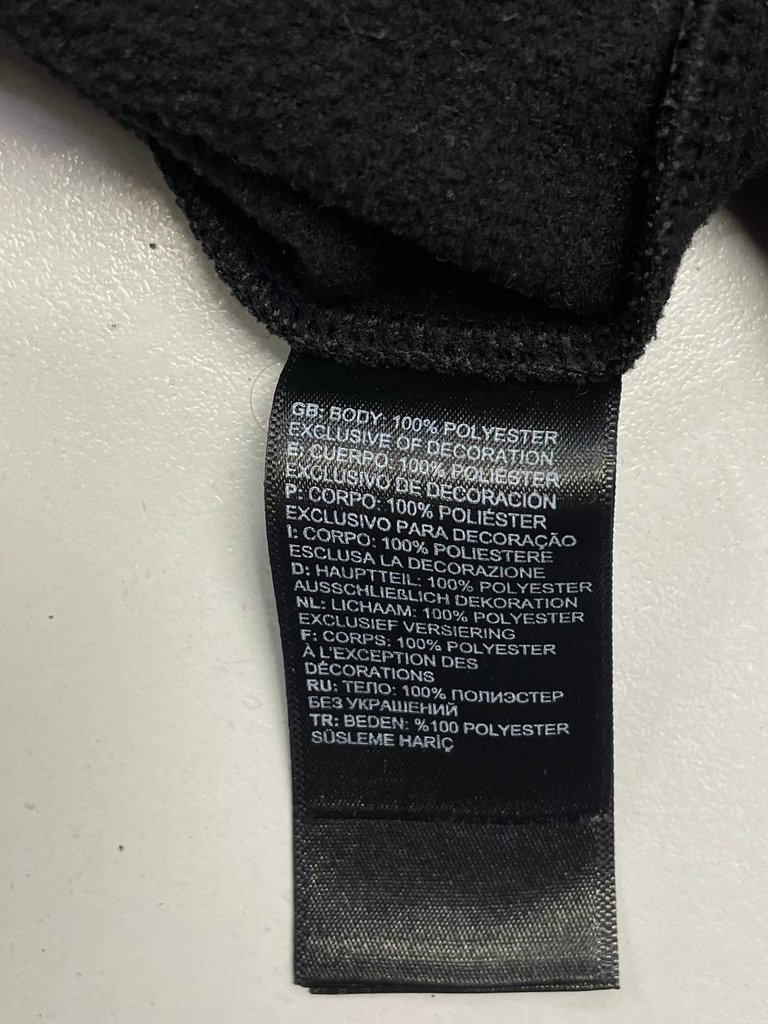 GB: BODY: 100% POLYESTER
EXCLUSIVE OF DECORATION
E: CUERPO: 100% POLIÉSTER
EXCLUSIVO DE DECORACIÓN
P: CORPO: 100% POLIÉSTER
EXCLUSIVO PARA DECORAÇÃO
I: CORPO: 100% POLIESTERE
ESCLUSA LA DECORAZIONE
D: HAUPTTEIL: 100% POLYESTER
AUSSCHLIEßLICH DEKORATION
NL: LICHAAM: 100% POLYESTER
EXCLUSIEF VERSIERING
F: CORPS: 100% POLYESTER
À L'EXCEPTION DES
DÉCORATIONS
RU: ТЕЛО: 100% ПОЛИЭСТЕР
БЕЗ УКРАШЕНИЙ
TR: BEDEN: %100 POLYESTER
SÜSLEME HARİÇ